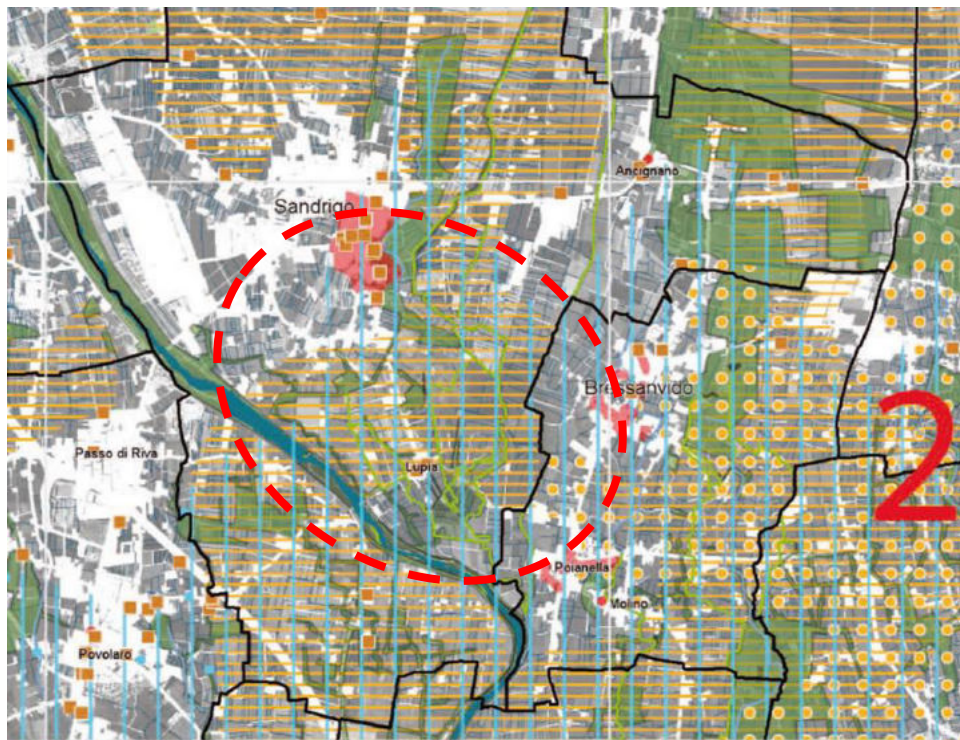 Ancignano
Sandrigo
Bressanvido
2
Passo di Riva
Lupia
Poianella
Molino
Povolaro